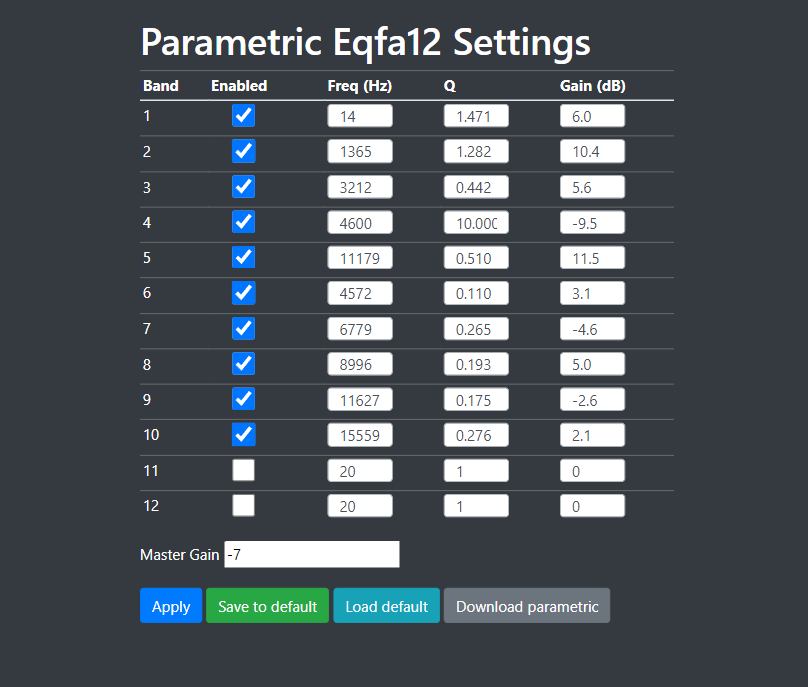 Parametric Eqfa12 Settings
Band Enabled Freq (Hz) Q Gain (dB)
1 14 1.471 6.0
2 1365 1.282 10.4
3 3212 0.442 5.6
4 4600 10.000 -9.5
5 11179 0.510 11.5
6 4572 0.110 3.1
7 6779 0.265 -4.6
8 8996 0.193 5.0
9 11627 0.175 -2.6
10 15559 0.276 2.1
11 20 1 0
12 20 1 0
Master Gain -7
Apply Save to default Load default Download parametric